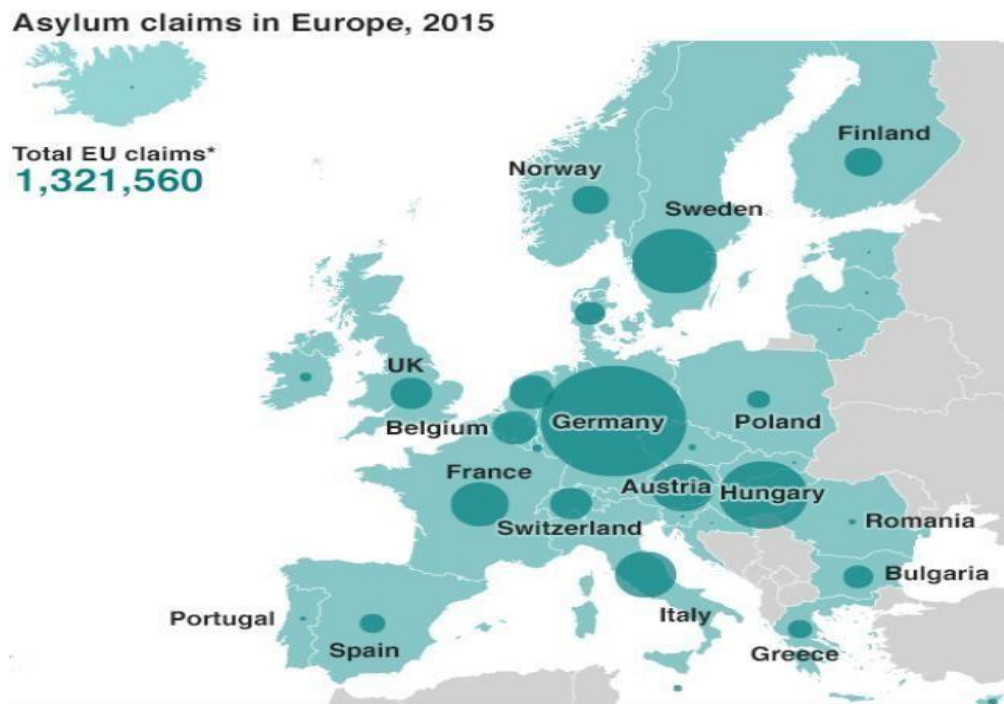 Asylum claims in Europe, 2015
Total EU claims*
1,321,560
Finland
Norway
Sweden
UK
Belgium
Germany
Poland
France
Austria
Hungary
Switzerland
Romania
Bulgaria
Portugal
Italy
Spain
Greece